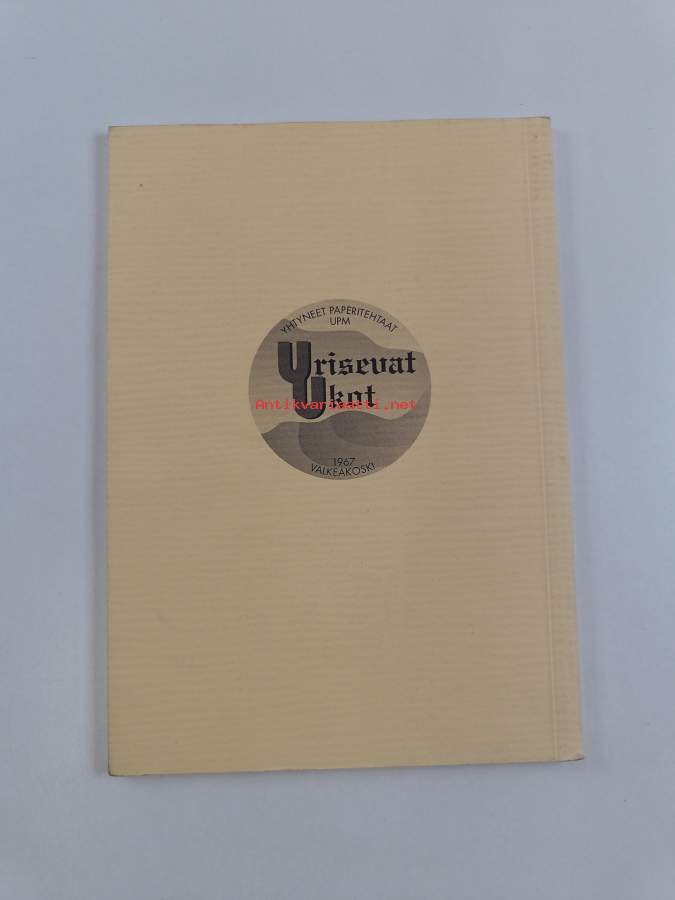 YHTYNEET PAPERITEHTAAT
UPM
Yrisevat
Ukot
Antikvariaatti.net
1967
VALKEAKOSKI